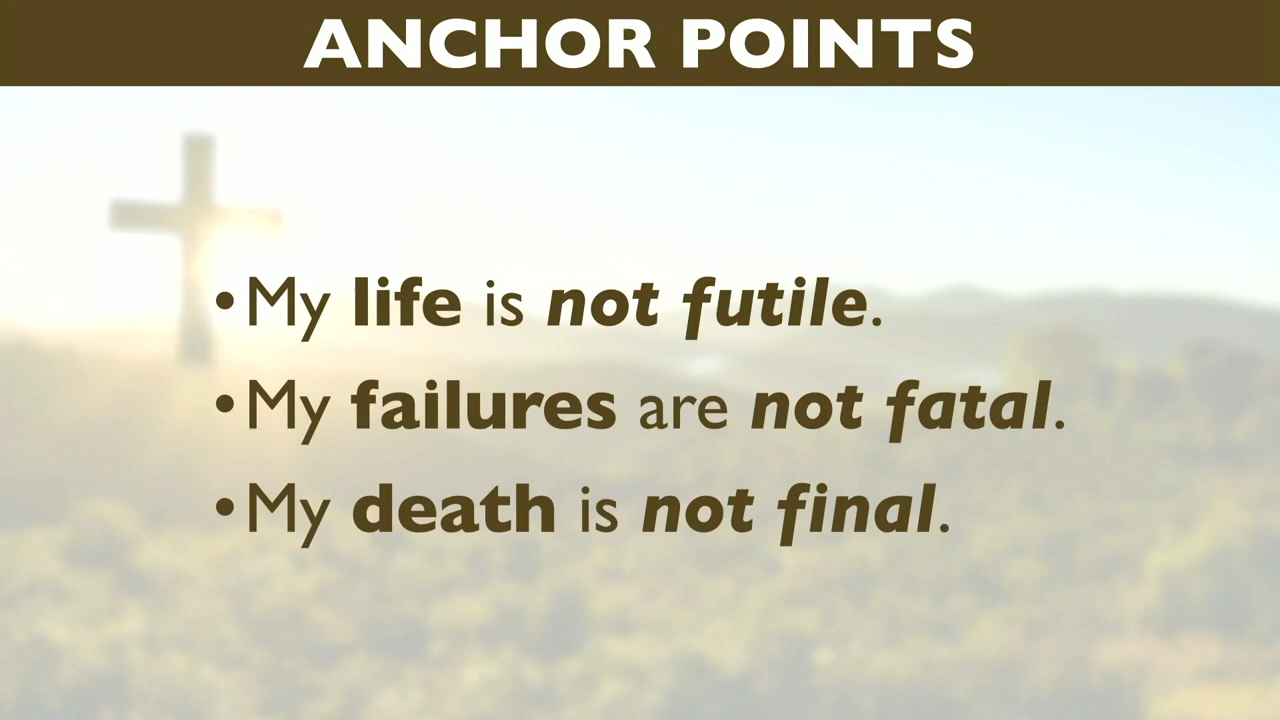 ANCHOR POINTS
• My life is not futile.
• My failures are not fatal.
• My death is not final.